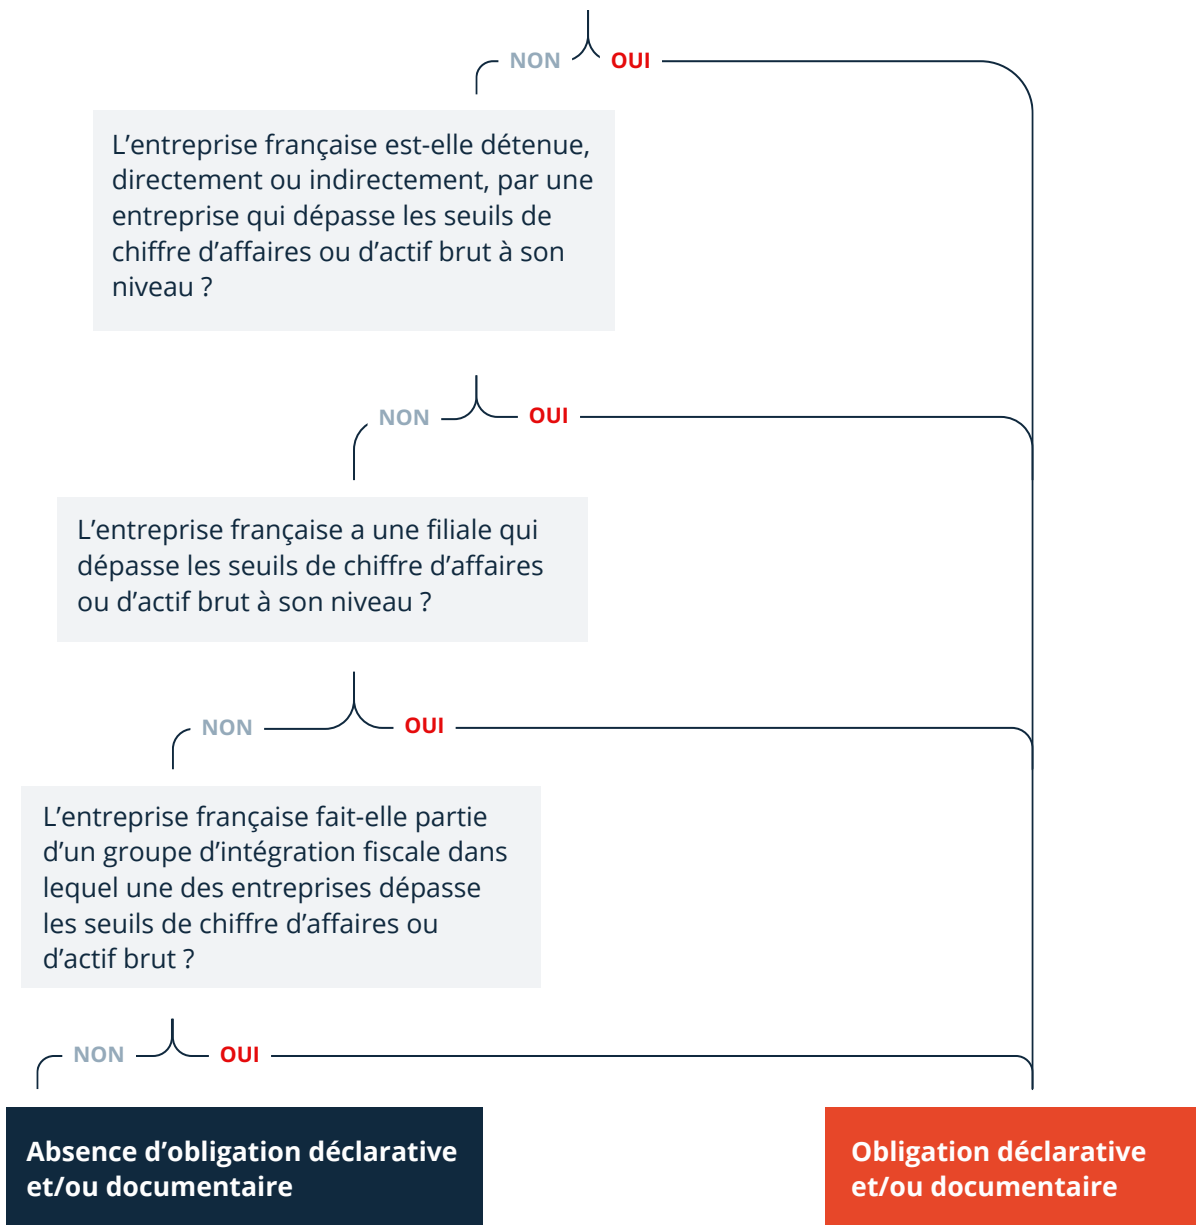 NON OUI
L’entreprise française est-elle détenue,
directement ou indirectement, par une
entreprise qui dépasse les seuils de
chiffre d’affaires ou d’actif brut à son
niveau ?
NON OUI
L’entreprise française a une filiale qui
dépasse les seuils de chiffre d’affaires
ou d’actif brut à son niveau ?
NON OUI
L’entreprise française fait-elle partie
d’un groupe d’intégration fiscale dans
lequel une des entreprises dépasse
les seuils de chiffre d’affaires ou
d’actif brut ?
NON OUI
Absence d’obligation déclarative
et/ou documentaire
Obligation déclarative
et/ou documentaire